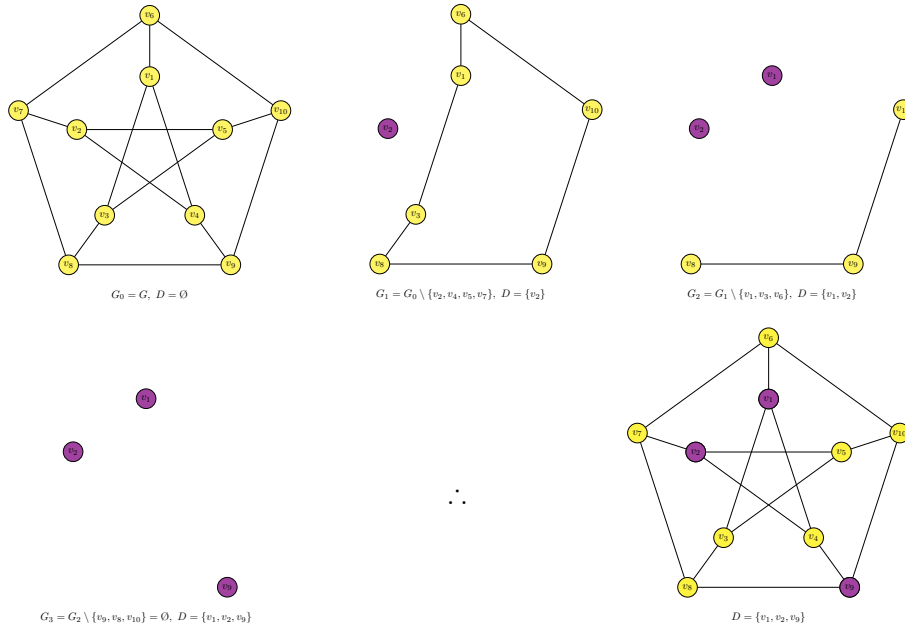 v₆
v₁
v₇
v₁₀
v₂
v₅
v₃
v₄
v₈
v₉
G₀ = G, D = Ø
v₆
v₁
v₁₀
v₂
v₃
v₈
v₉
G₁ = G₀ \ {v₂, v₄, v₅, v₇}, D = {v₂}
v₁
v₂
v₁
v₈
v₉
G₂ = G₁ \ {v₁, v₃, v₆}, D = {v₁, v₂}
v₁
v₂
v₉
G₃ = G₂ \ {v₉, v₈, v₁₀} = Ø, D = {v₁, v₂, v₉}
∴
v₆
v₁
v₇
v₁₀
v₂
v₅
v₃
v₄
v₈
v₉
D = {v₁, v₂, v₉}